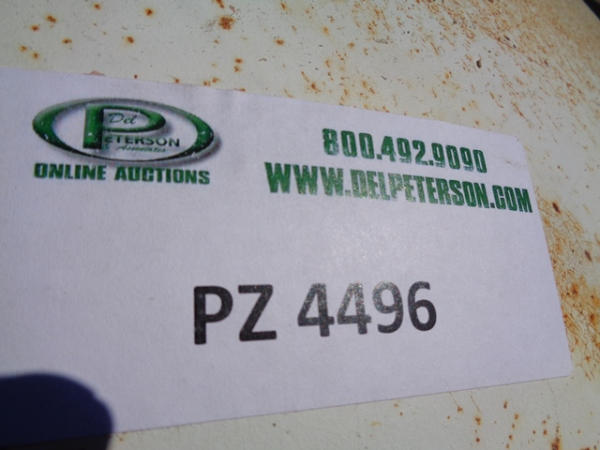 Del
PETERSON
Associates
ONLINE AUCTIONS
800.492.9090
WWW.DELPETERSON.COM
PZ 4496